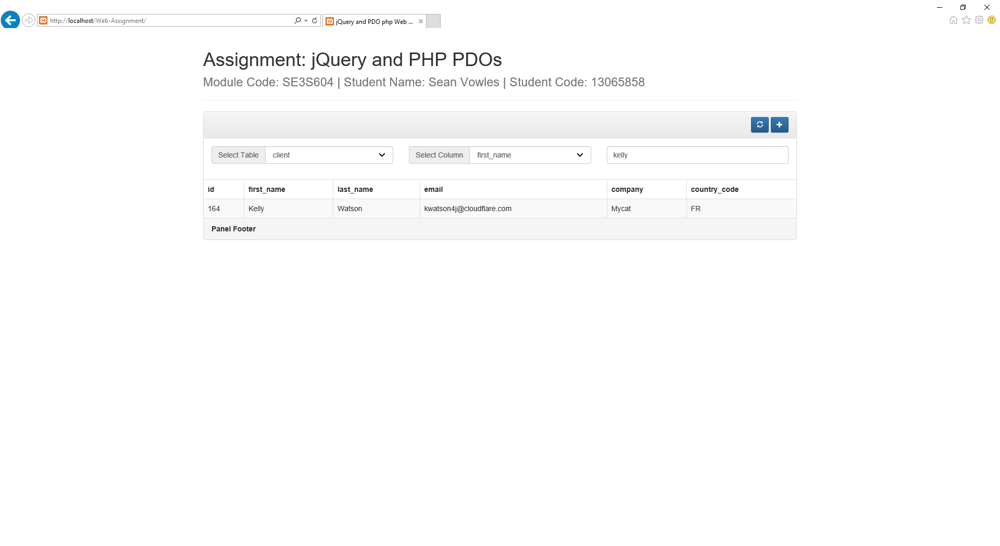 http://localhost/Web-Assignment/
jQuery and PDO php Web ...
Assignment: jQuery and PHP PDOs
Module Code: SE3S604 | Student Name: Sean Vowles | Student Code: 13065858
Select Table client Select Column first_name kelly
id first_name last_name email company country_code
164 Kelly Watson kwatson4j@cloudflare.com Mycat FR
Panel Footer